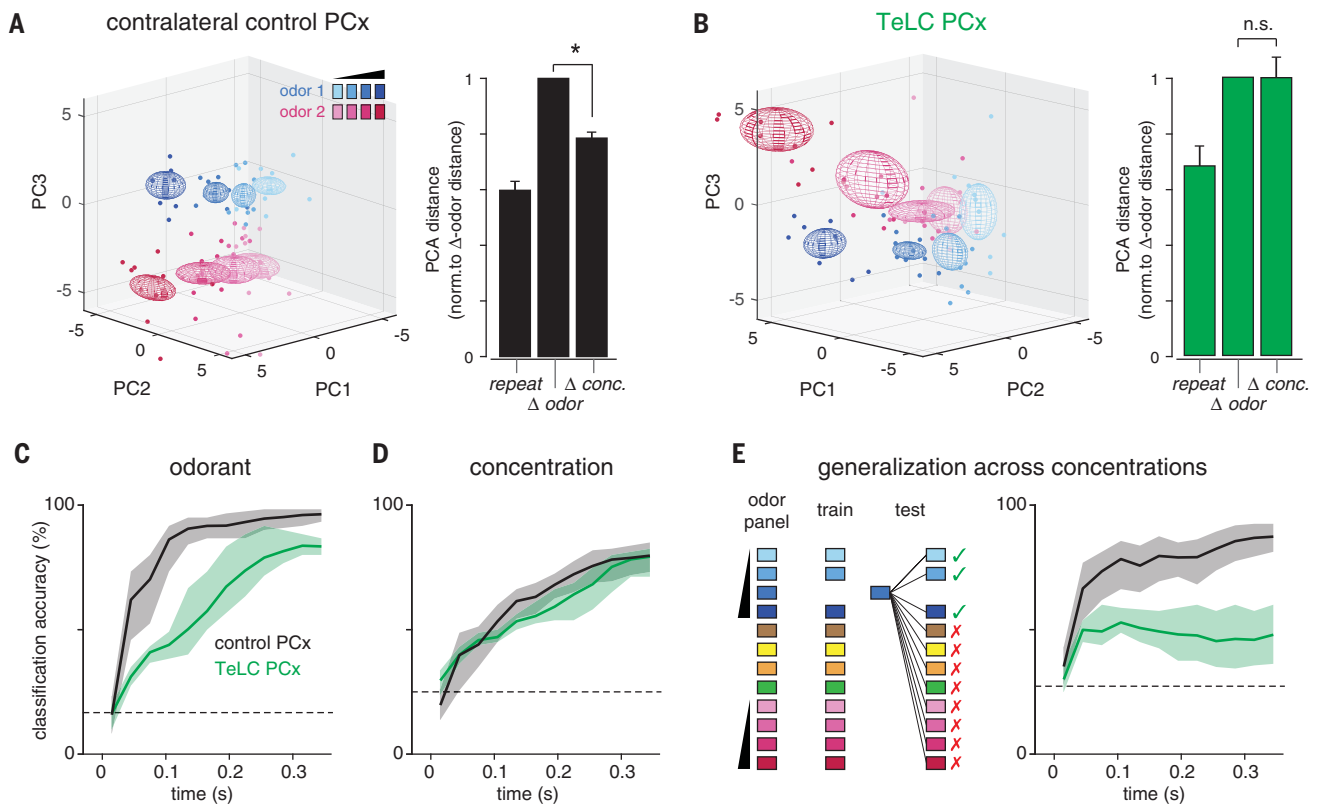 A
contralateral control PCx
odor 1
odor 2
5
0
-5
PC3
-5
0
5
PC2
5
0
-5
PC1
1
0
PCA distance
(norm.to Δ-odor distance)
*
repeat
Δ odor
Δ conc.
B
TeLC PCx
5
0
-5
PC3
5
0
-5
PC1
5
0
-5
PC2
1
0
PCA distance
(norm.to Δ-odor distance)
n.s.
repeat
Δ odor
Δ conc.
C
odorant
100
0
classification accuracy (%)
control PCx
TeLC PCx
0
0.1
0.2
0.3
time (s)
D
concentration
100
0
0
0.1
0.2
0.3
time (s)
E
generalization across concentrations
odor
panel
train
test
✓
✓
✓
✗
✗
✗
✗
✗
✗
✗
✗
100
0
0
0.1
0.2
0.3
time (s)